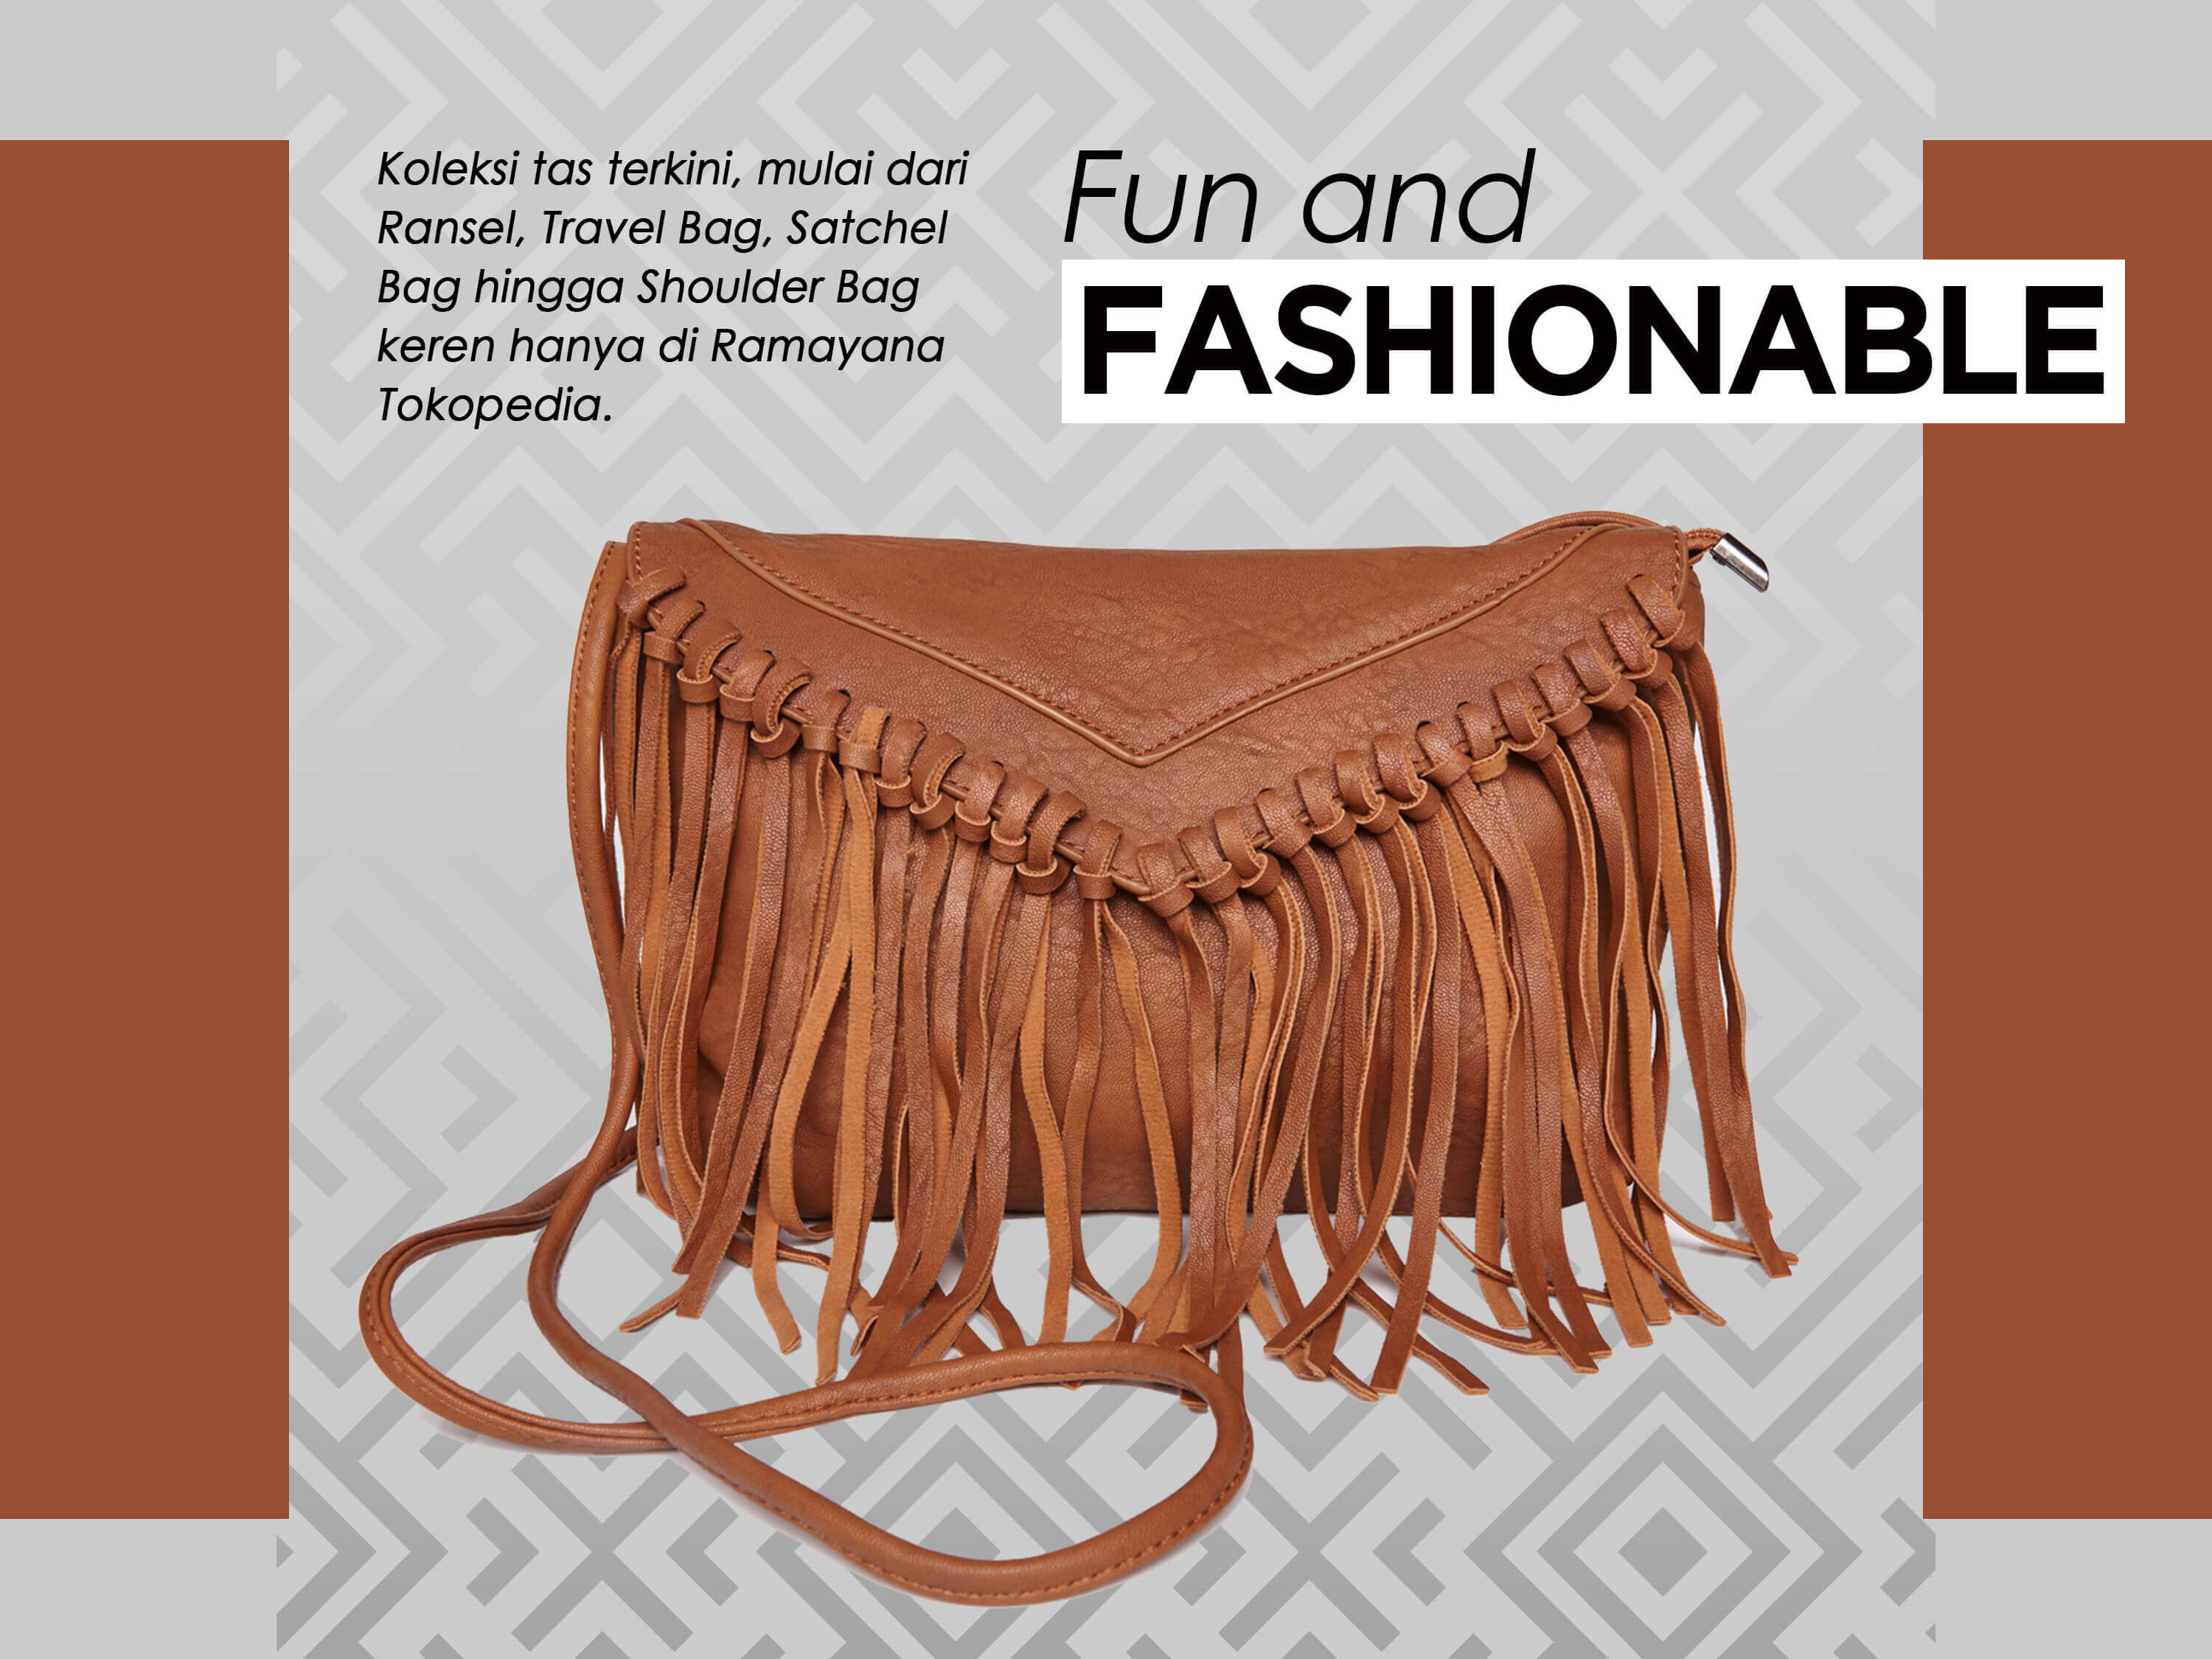 Koleksi tas terkini, mulai dari
Ransel, Travel Bag, Satchel
Bag hingga Shoulder Bag
keren hanya di Ramayana
Tokopedia.
Fun and
FASHIONABLE